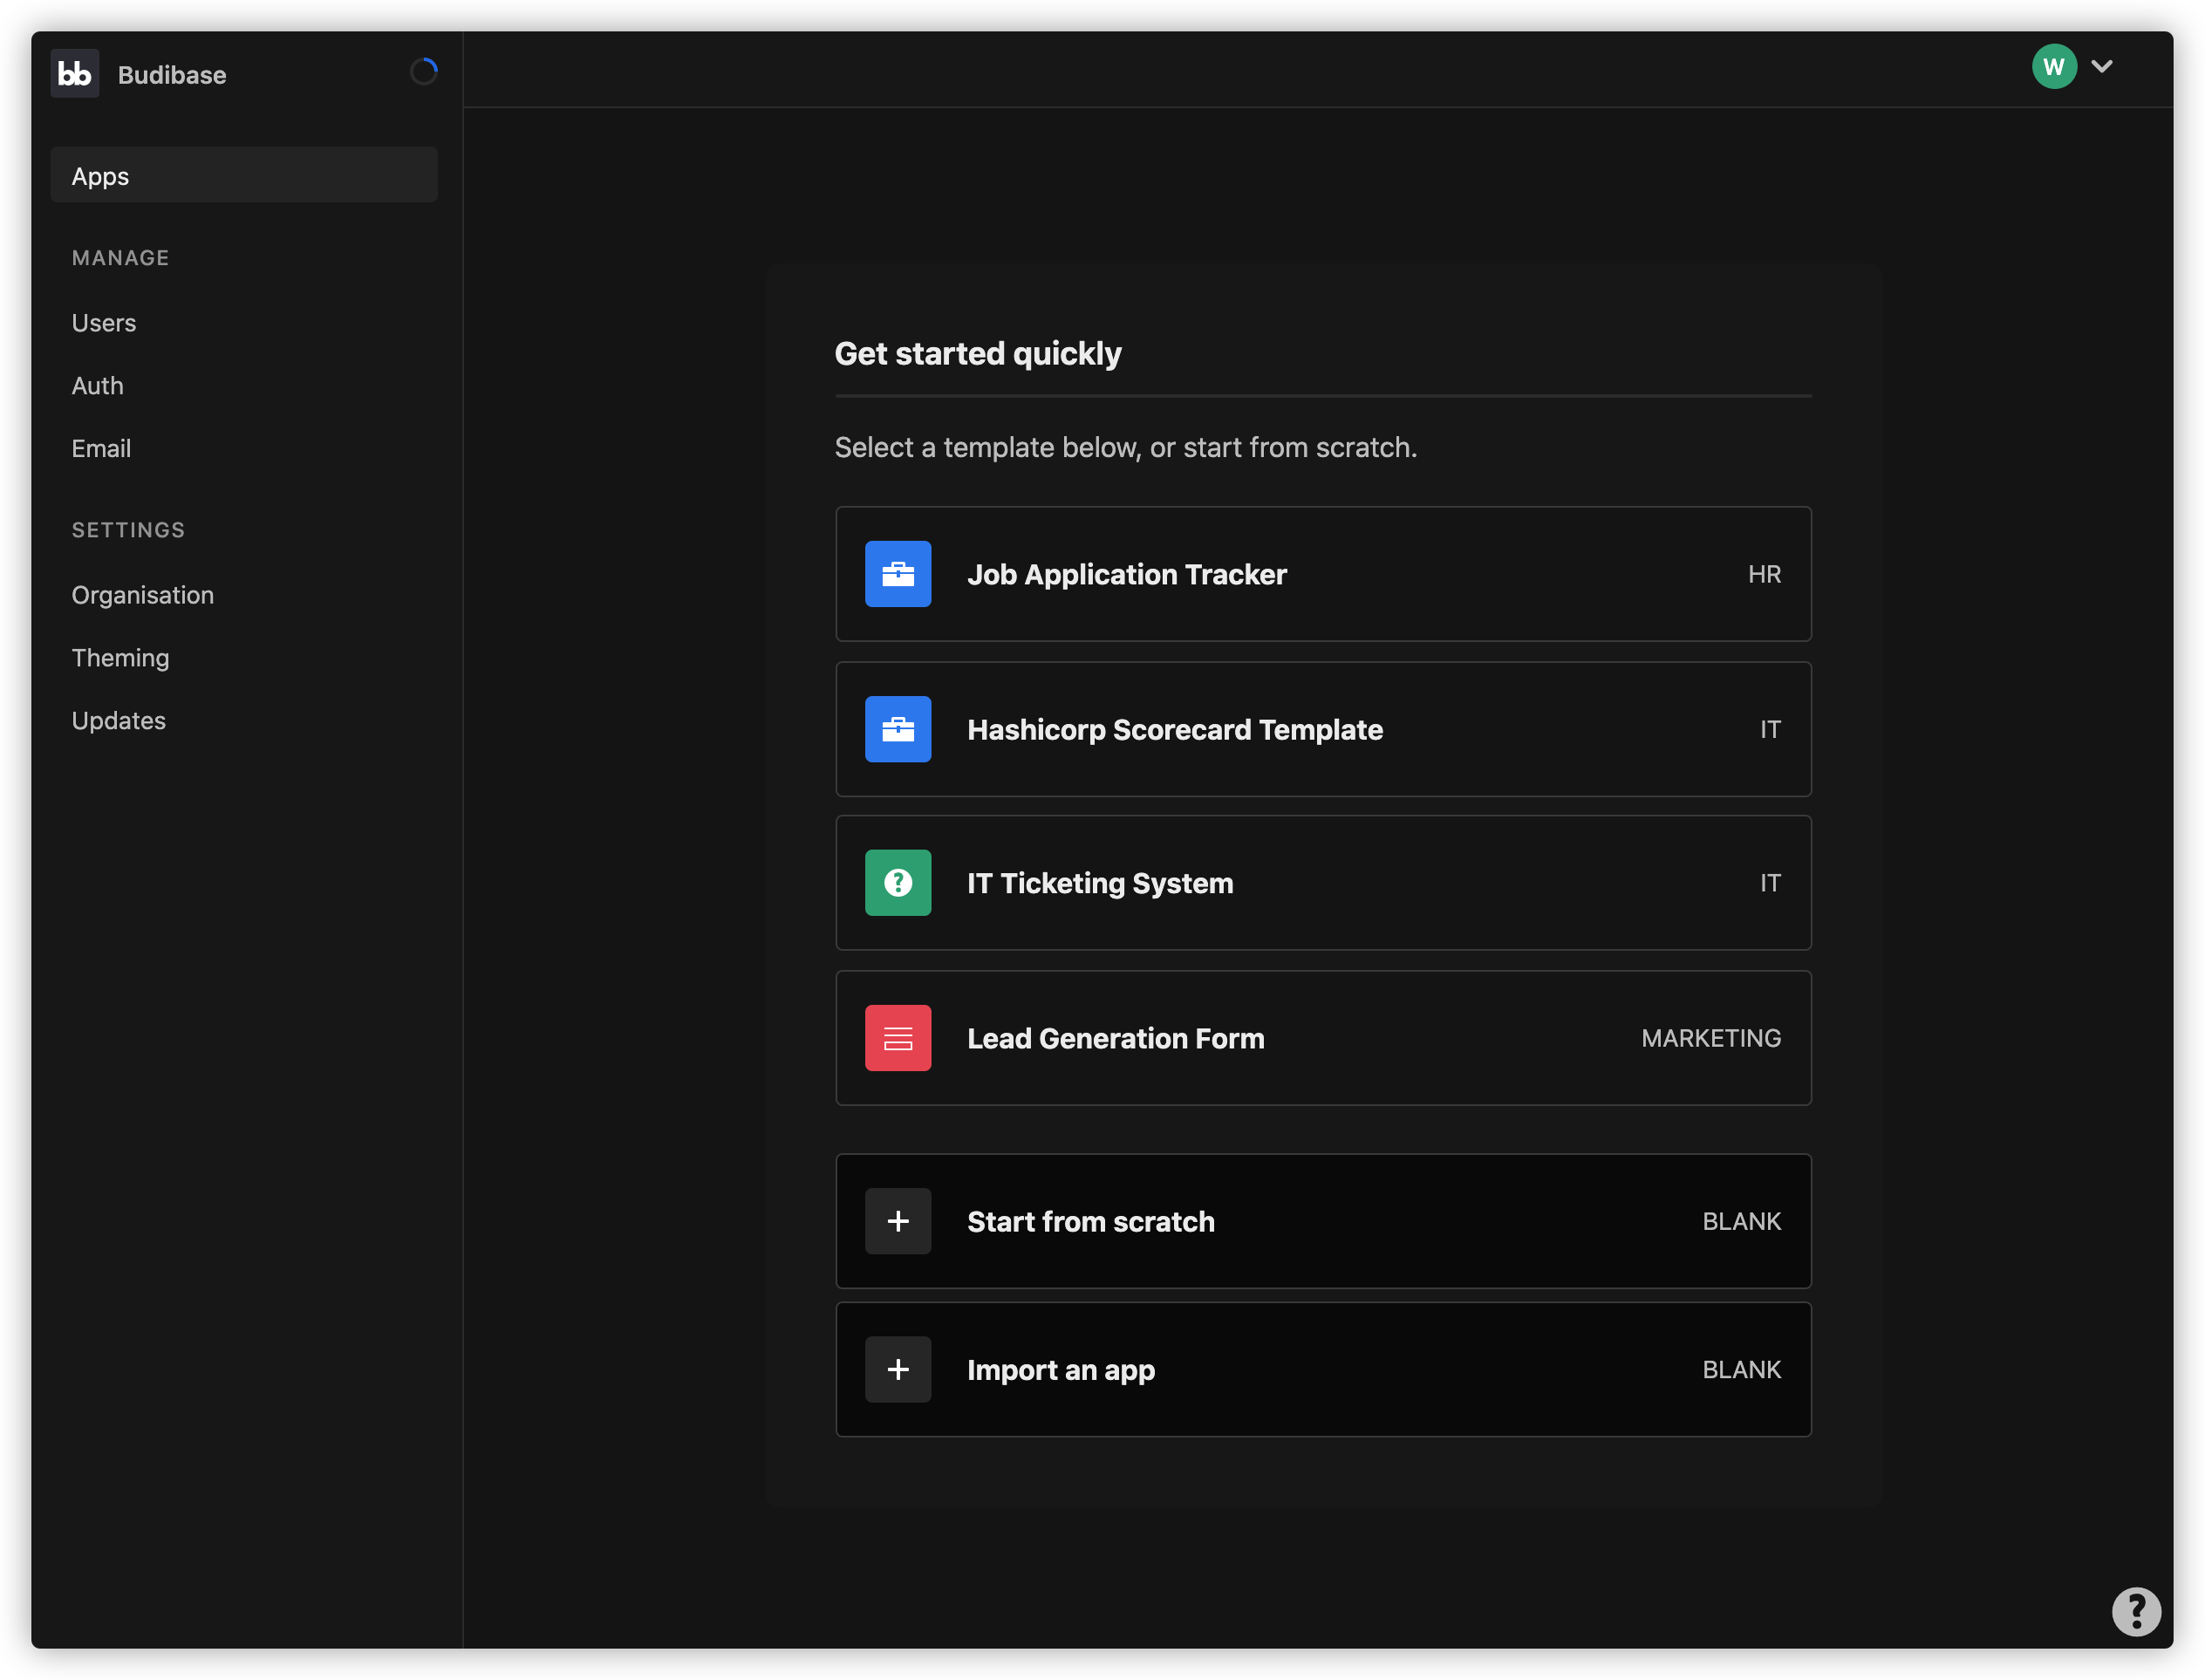 bb Budibase
W
Apps
MANAGE
Users
Auth
Email
SETTINGS
Organisation
Theming
Updates
Get started quickly
Select a template below, or start from scratch.
Job Application Tracker HR
Hashicorp Scorecard Template IT
? IT Ticketing System IT
Lead Generation Form MARKETING
+ Start from scratch BLANK
+ Import an app BLANK
?